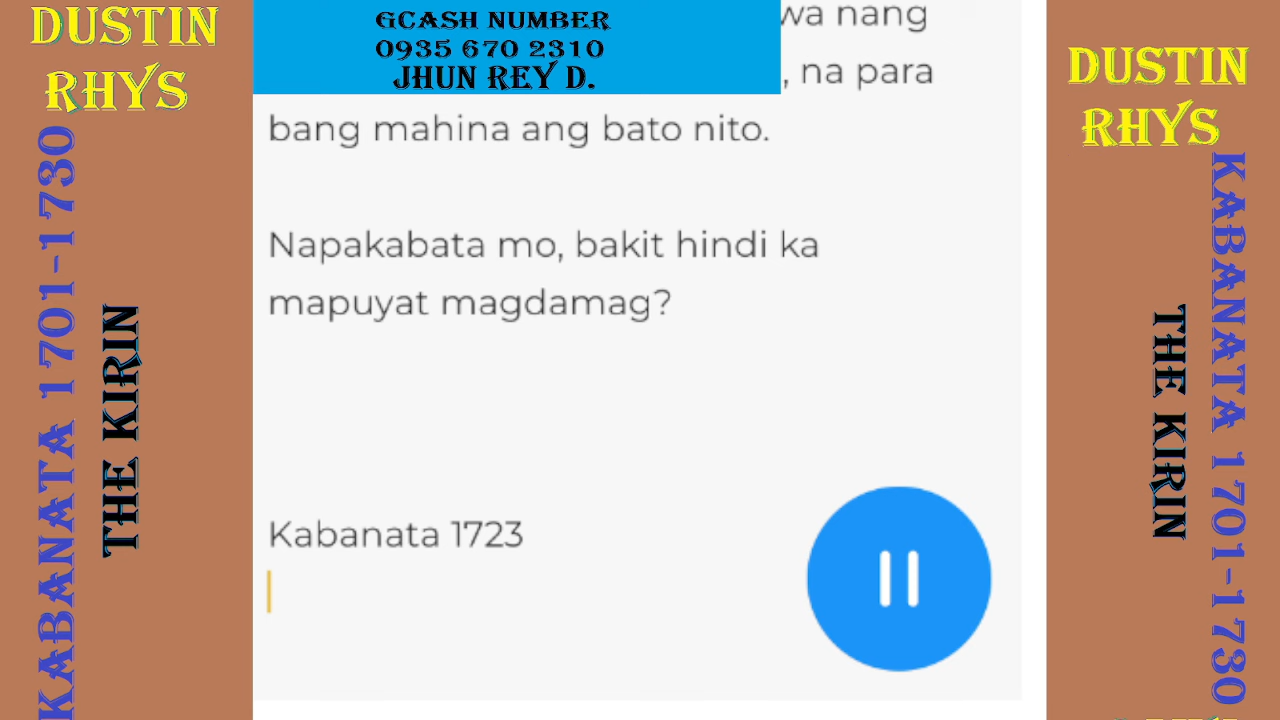 DUSTIN
RHYS
KABANATA 1701-1730
THE KIRIN
GCASH NUMBER
0935 670 2310
JHUN REY D.
nang
, na para
bang mahina ang bato nito.
Napakabata mo, bakit hindi ka
mapuyat magdamag?
Kabanata 1723
DUSTIN
RHYS
KABANATA 1701-1730
THE KIRIN